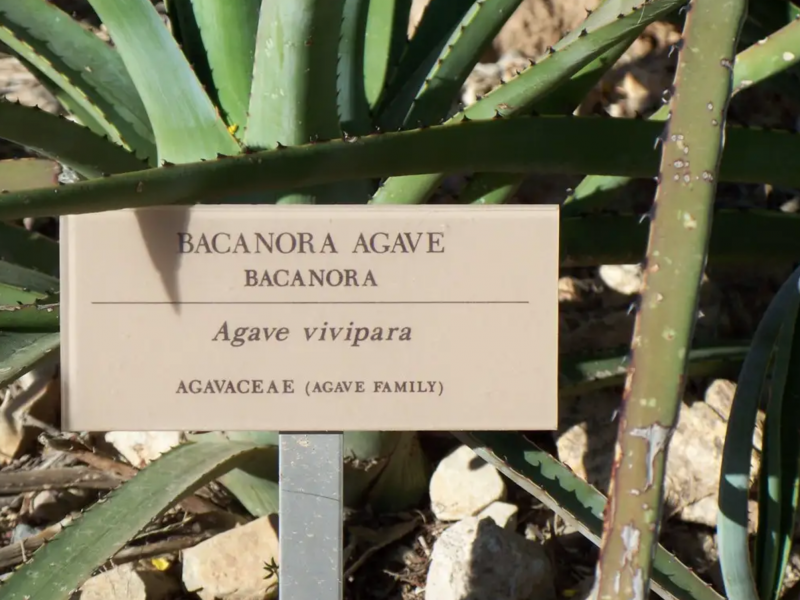 BACANORA AGAVE
BACANORA
Agave vivipara
AGAVACEAE (AGAVE FAMILY)